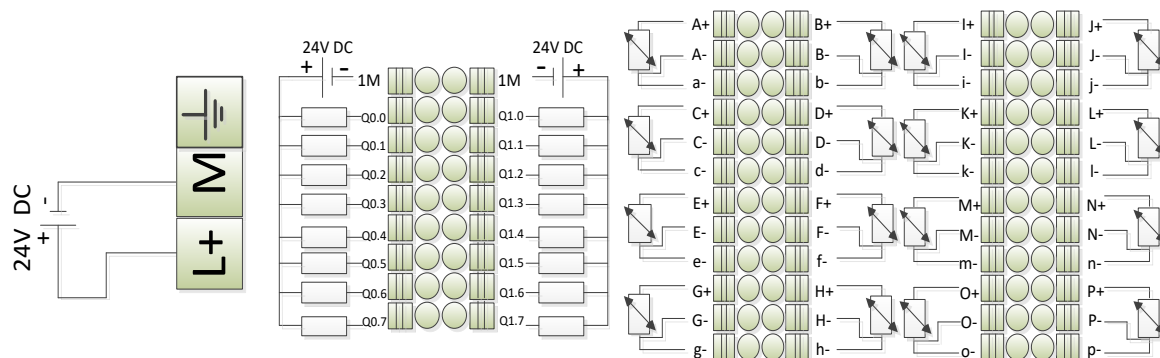 24V DC
-
+
M
L+
24V DC
+ -
1M
Q0.0
Q0.1
Q0.2
Q0.3
Q0.4
Q0.5
Q0.6
Q0.7
24V DC
- +
1M
Q1.0
Q1.1
Q1.2
Q1.3
Q1.4
Q1.5
Q1.6
Q1.7
A+
A-
a-
C+
C-
c-
E+
E-
e-
G+
G-
g-
B+
B-
b-
D+
D-
d-
F+
F-
f-
H+
H-
h-
I+
I-
i-
K+
K-
k-
M+
M-
m-
O+
O-
o-
J+
J-
j-
L+
L-
l-
N+
N-
n-
P+
P-
p-